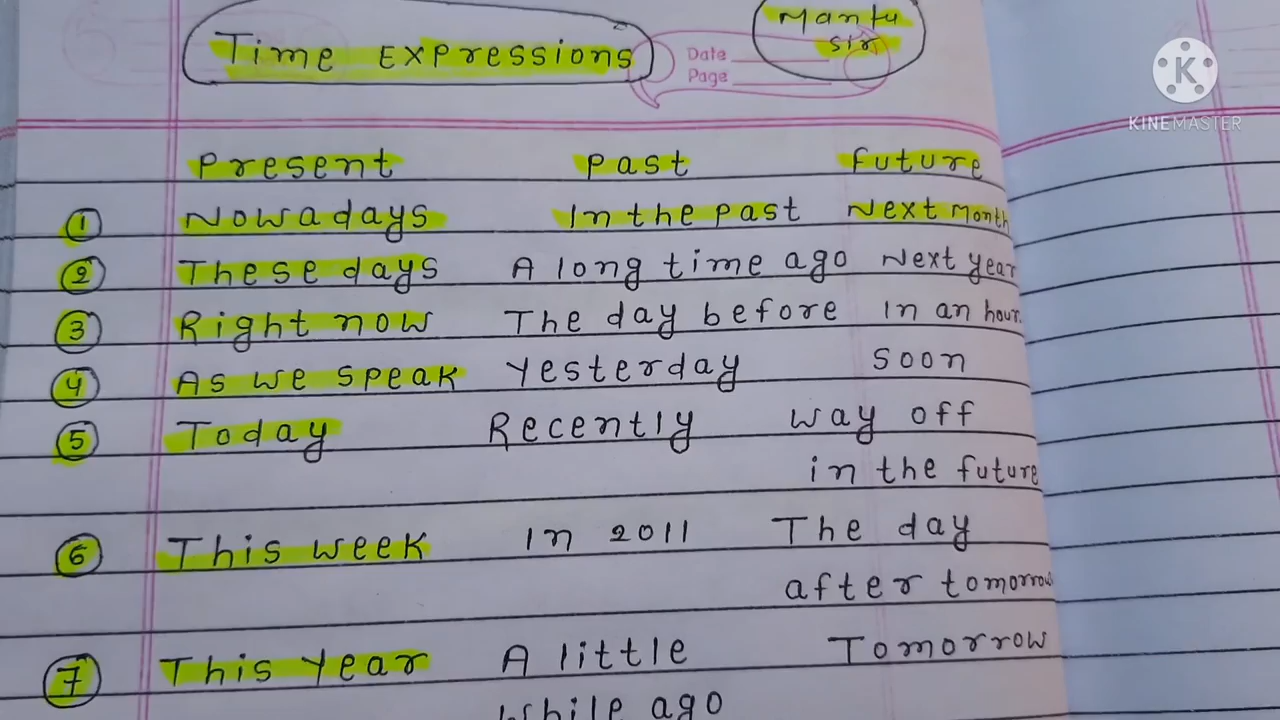 Time Expressions
Mantu
sir
Date
Page
KINEMASTER
Present Past Future
① Nowadays In the past Next Month
② These days A long time ago Next year
③ Right now The day before In an hour.
④ As we speak Yesterday Soon
⑤ Today Recently way off
in the future
⑥ This week In 2011 The day
after tomorrow
⑦ This year A little Tomorrow
while ago